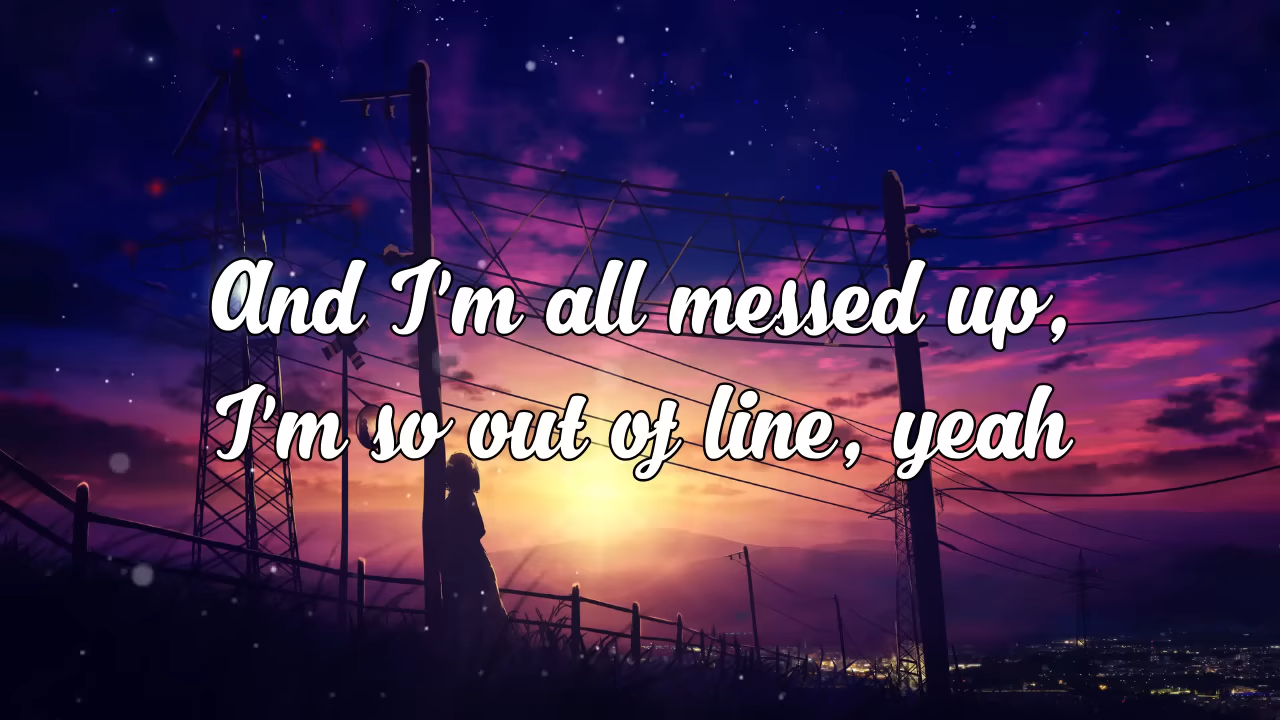 And I'm all messed up,
I'm so out of line, yeah